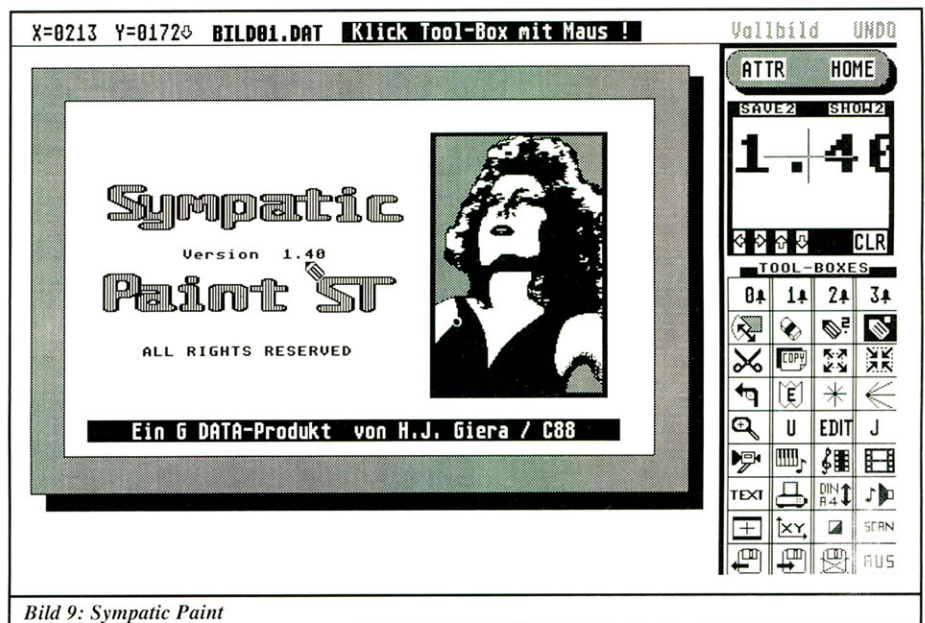 X=0213 Y=0172⇩ BILD01.DAT Klick Tool-Box mit Maus ! Vollbild UNDO
ATTR HOME
SAVE2 SHOW2
1.40
CLR
TOOL-BOXES
0 1 2 3
COPY
E
U EDIT J
TEXT DIN A4
XY SCAN
AUS
Sympatic
Version 1.40
Paint ST
ALL RIGHTS RESERVED
Ein G DATA-Produkt von H.J. Giera / C88
Bild 9: Sympatic Paint